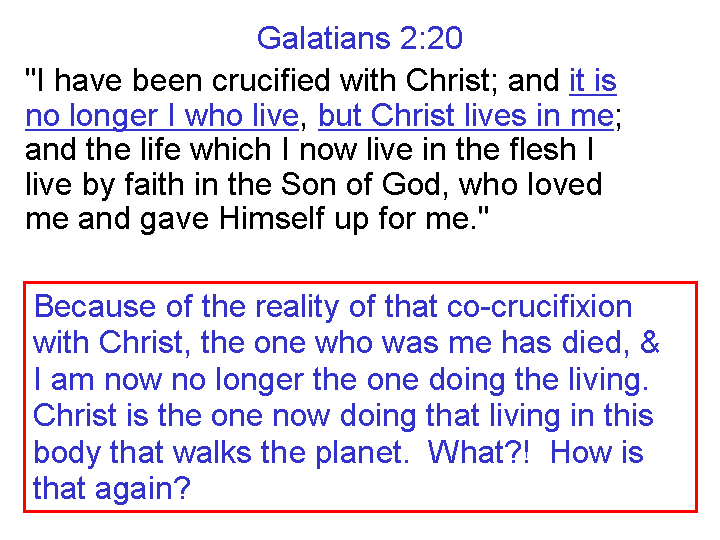 Galatians 2:20
"I have been crucified with Christ; and it is
no longer I who live, but Christ lives in me;
and the life which I now live in the flesh I
live by faith in the Son of God, who loved
me and gave Himself up for me."
Because of the reality of that co-crucifixion
with Christ, the one who was me has died, &
I am now no longer the one doing the living.
Christ is the one now doing that living in this
body that walks the planet.  What?!  How is
that again?